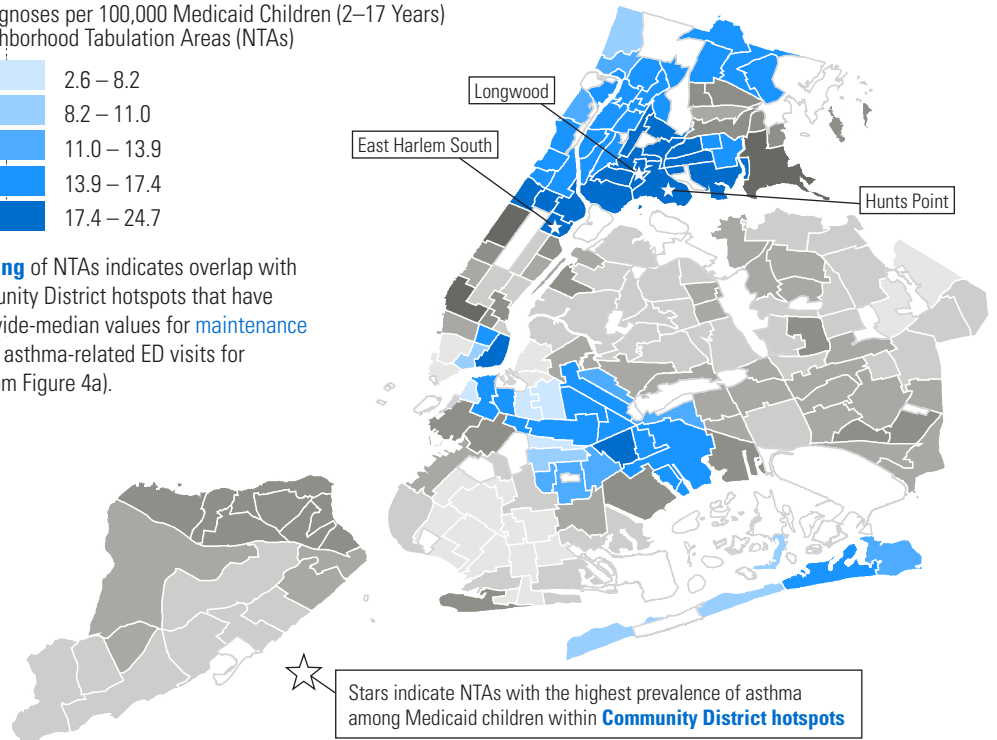 gnoses per 100,000 Medicaid Children (2–17 Years)
hborhood Tabulation Areas (NTAs)
2.6 – 8.2
8.2 – 11.0
11.0 – 13.9
13.9 – 17.4
17.4 – 24.7
Longwood
East Harlem South
Hunts Point
ng of NTAs indicates overlap with
unity District hotspots that have
vide-median values for maintenance
asthma-related ED visits for
om Figure 4a).
Stars indicate NTAs with the highest prevalence of asthma
among Medicaid children within Community District hotspots